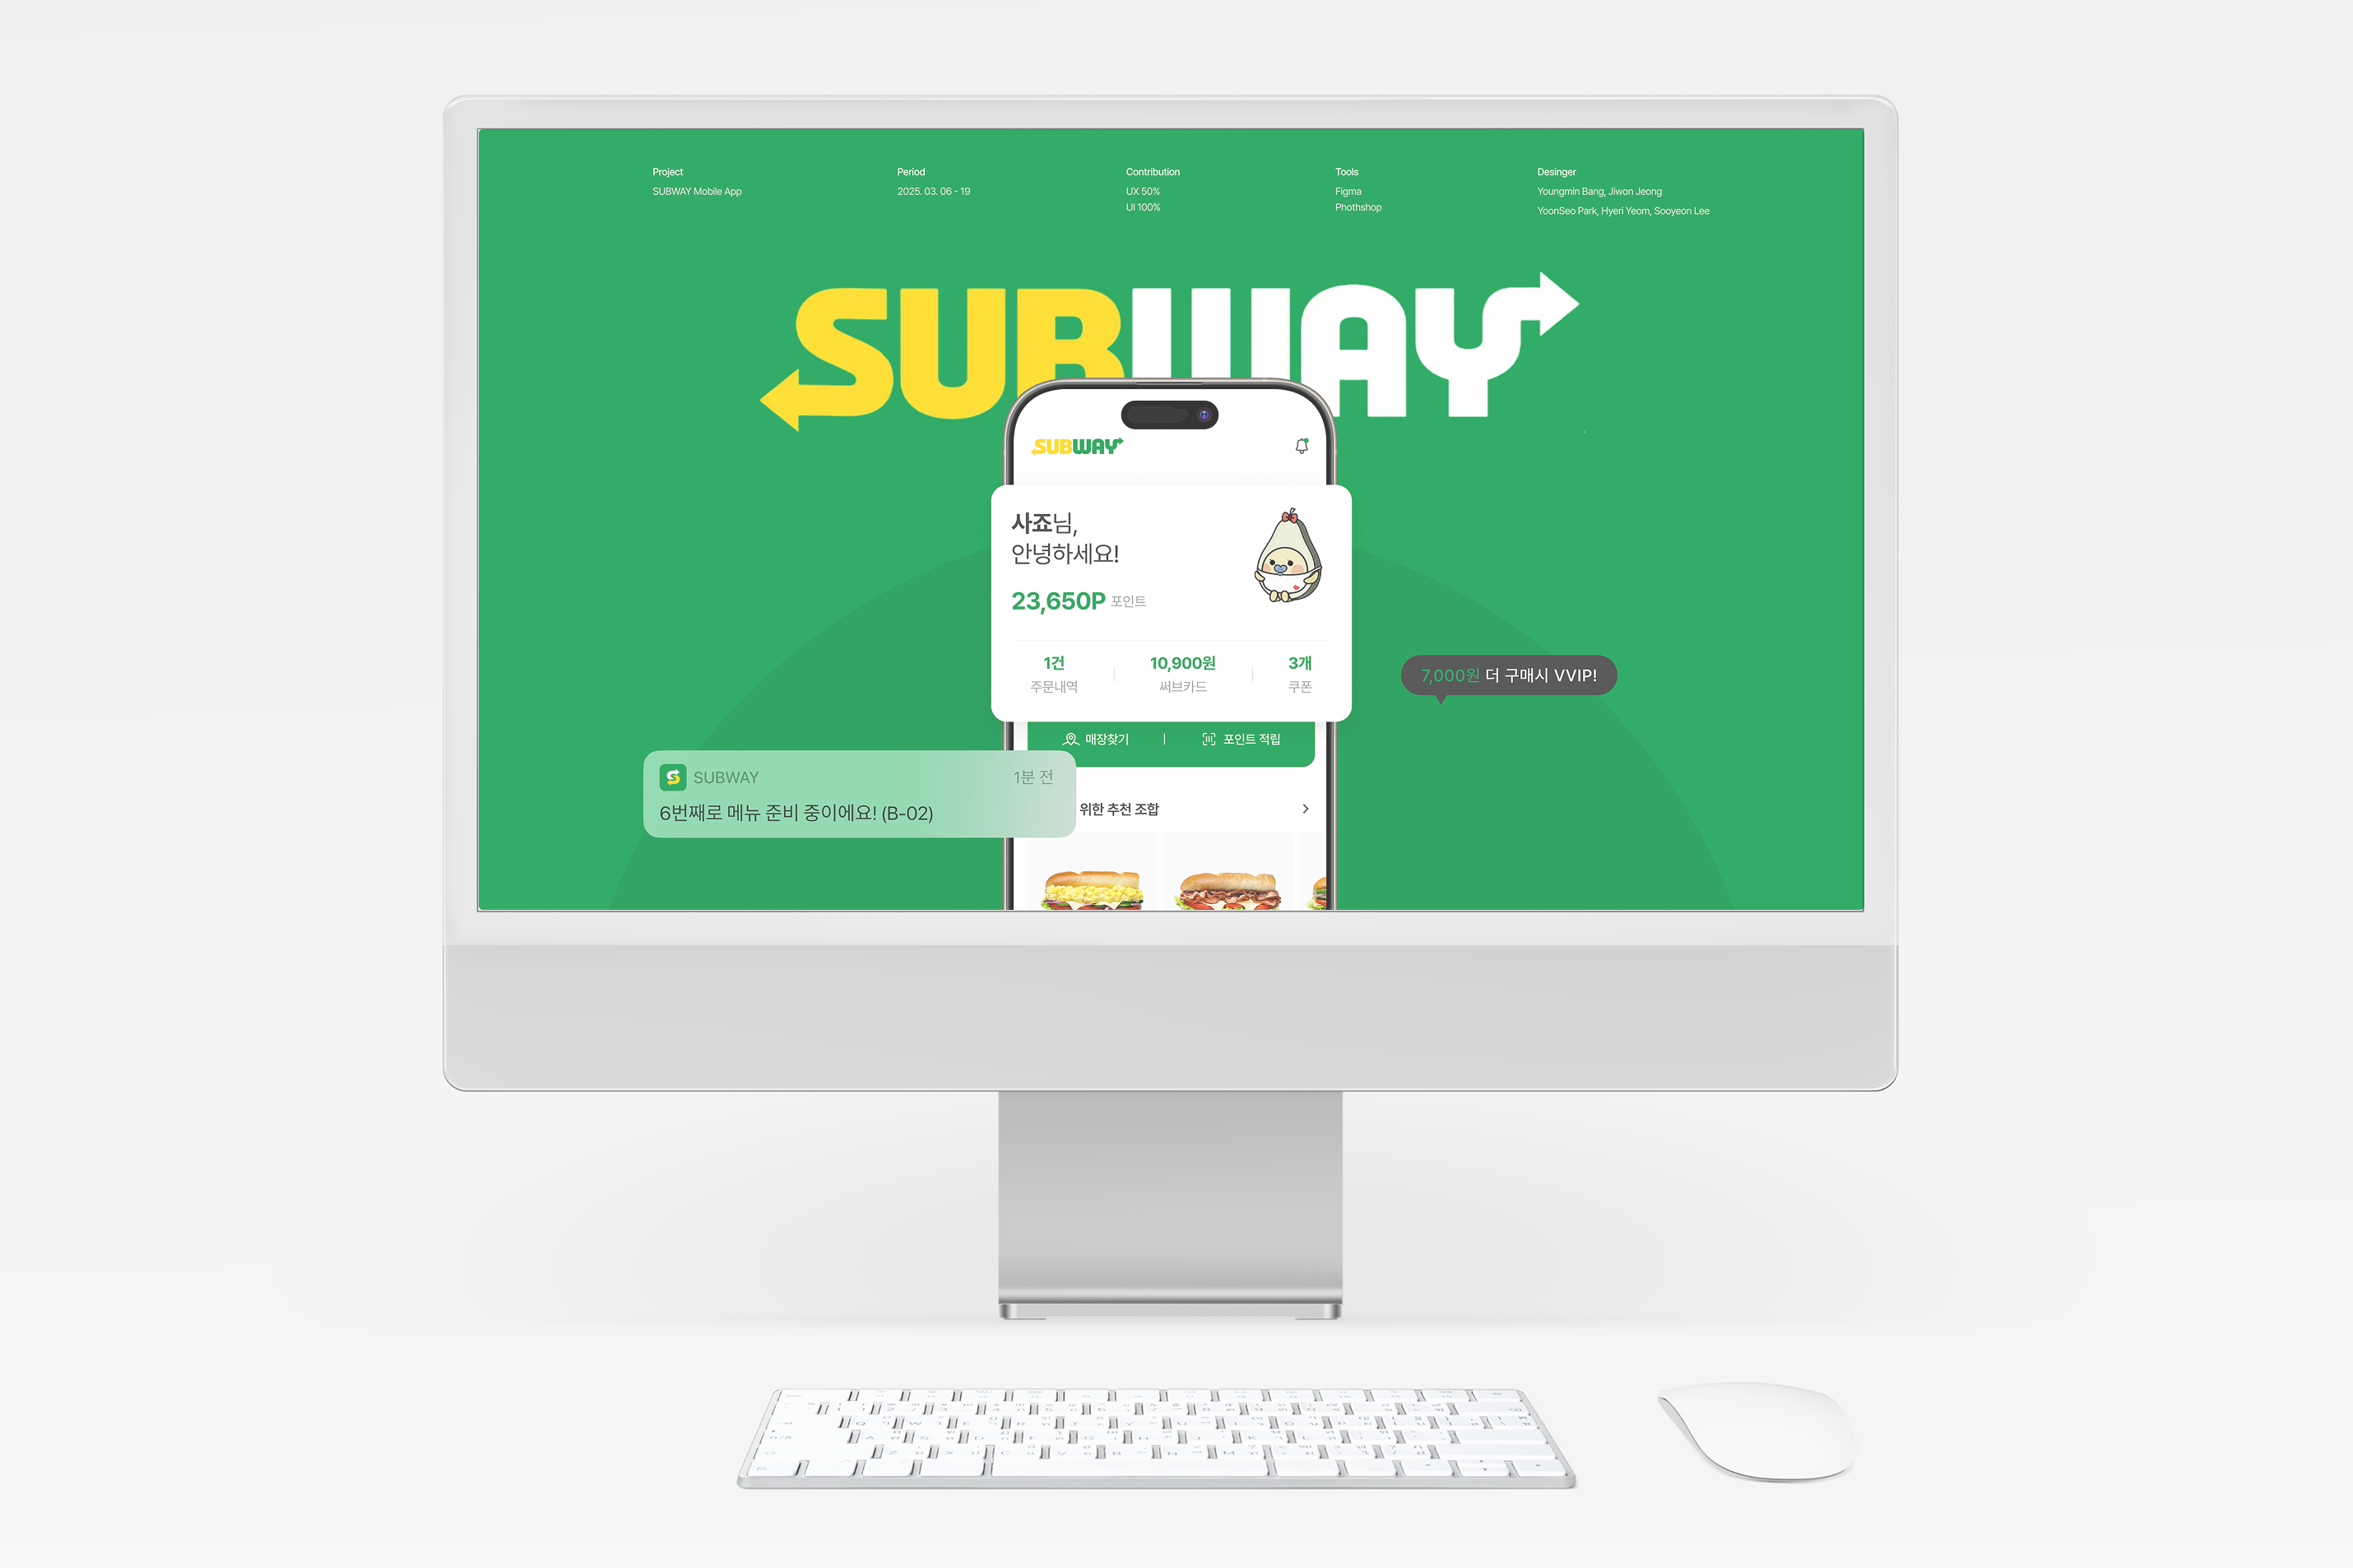 Project
SUBWAY Mobile App
Period
2025. 03. 06 - 19
Contribution
UX 50%
UI 100%
Tools
Figma
Phothshop
Desinger
Youngmin Bang, Jiwon Jeong
YoonSeo Park, Hyeri Yeom, Sooyeon Lee
SUBWAY
SUBWAY
사죠님,
안녕하세요!
23,650P 포인트
1건
주문내역
10,900원
써브카드
3개
쿠폰
7,000원 더 구매시 VVIP!
매장찾기
포인트 적립
SUBWAY
1분 전
6번째로 메뉴 준비 중이에요! (B-02)
위한 추천 조합